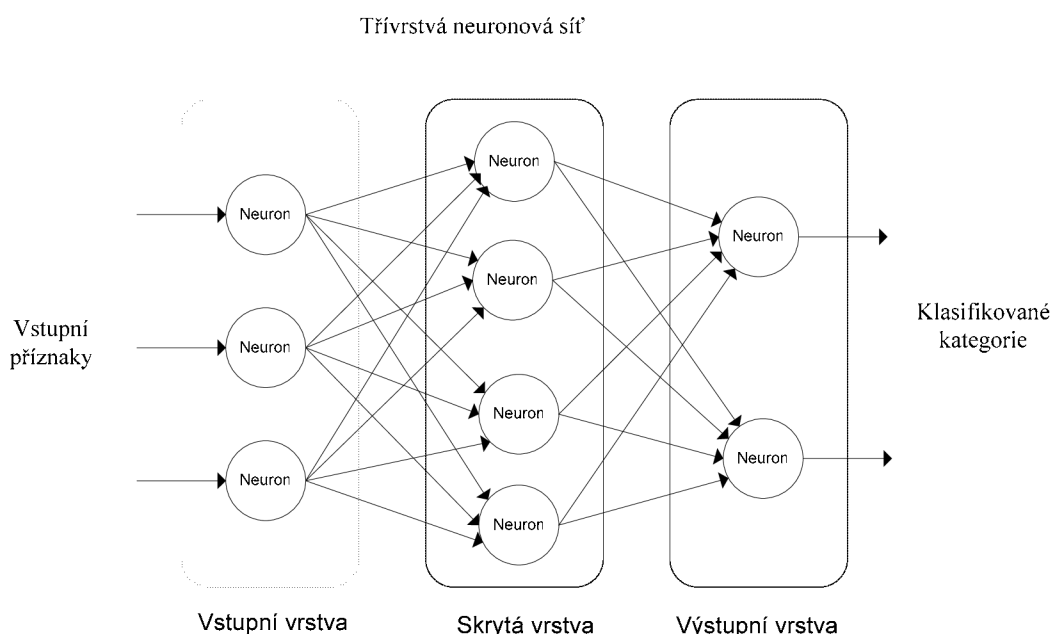 Třívrstvá neuronová síť
Neuron
Neuron
Neuron
Neuron
Neuron
Neuron
Neuron
Neuron
Neuron
Vstupní
příznaky
Klasifikované
kategorie
Vstupní vrstva
Skrytá vrstva
Výstupní vrstva